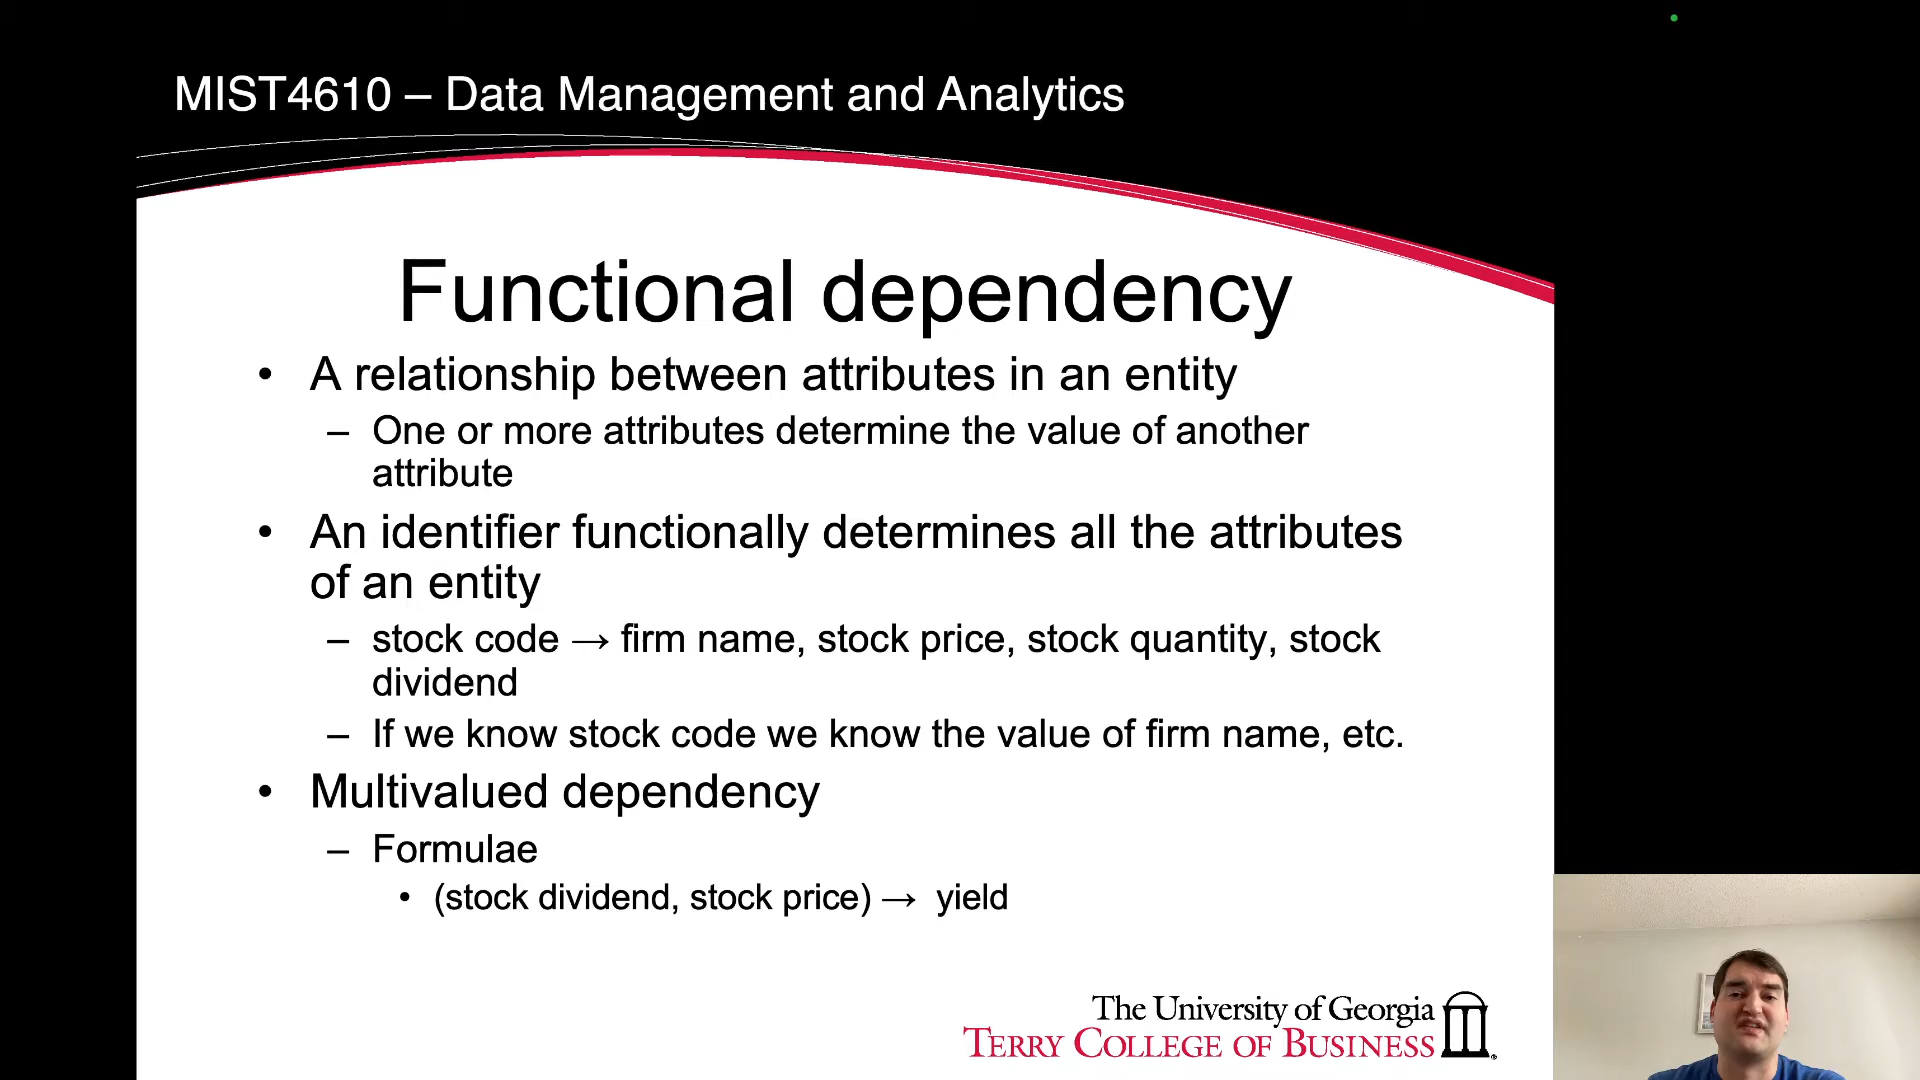 MIST4610 – Data Management and Analytics
Functional dependency
• A relationship between attributes in an entity
– One or more attributes determine the value of another
attribute
• An identifier functionally determines all the attributes
of an entity
– stock code → firm name, stock price, stock quantity, stock
dividend
– If we know stock code we know the value of firm name, etc.
• Multivalued dependency
– Formulae
• (stock dividend, stock price) → yield
The University of Georgia
TERRY COLLEGE OF BUSINESS